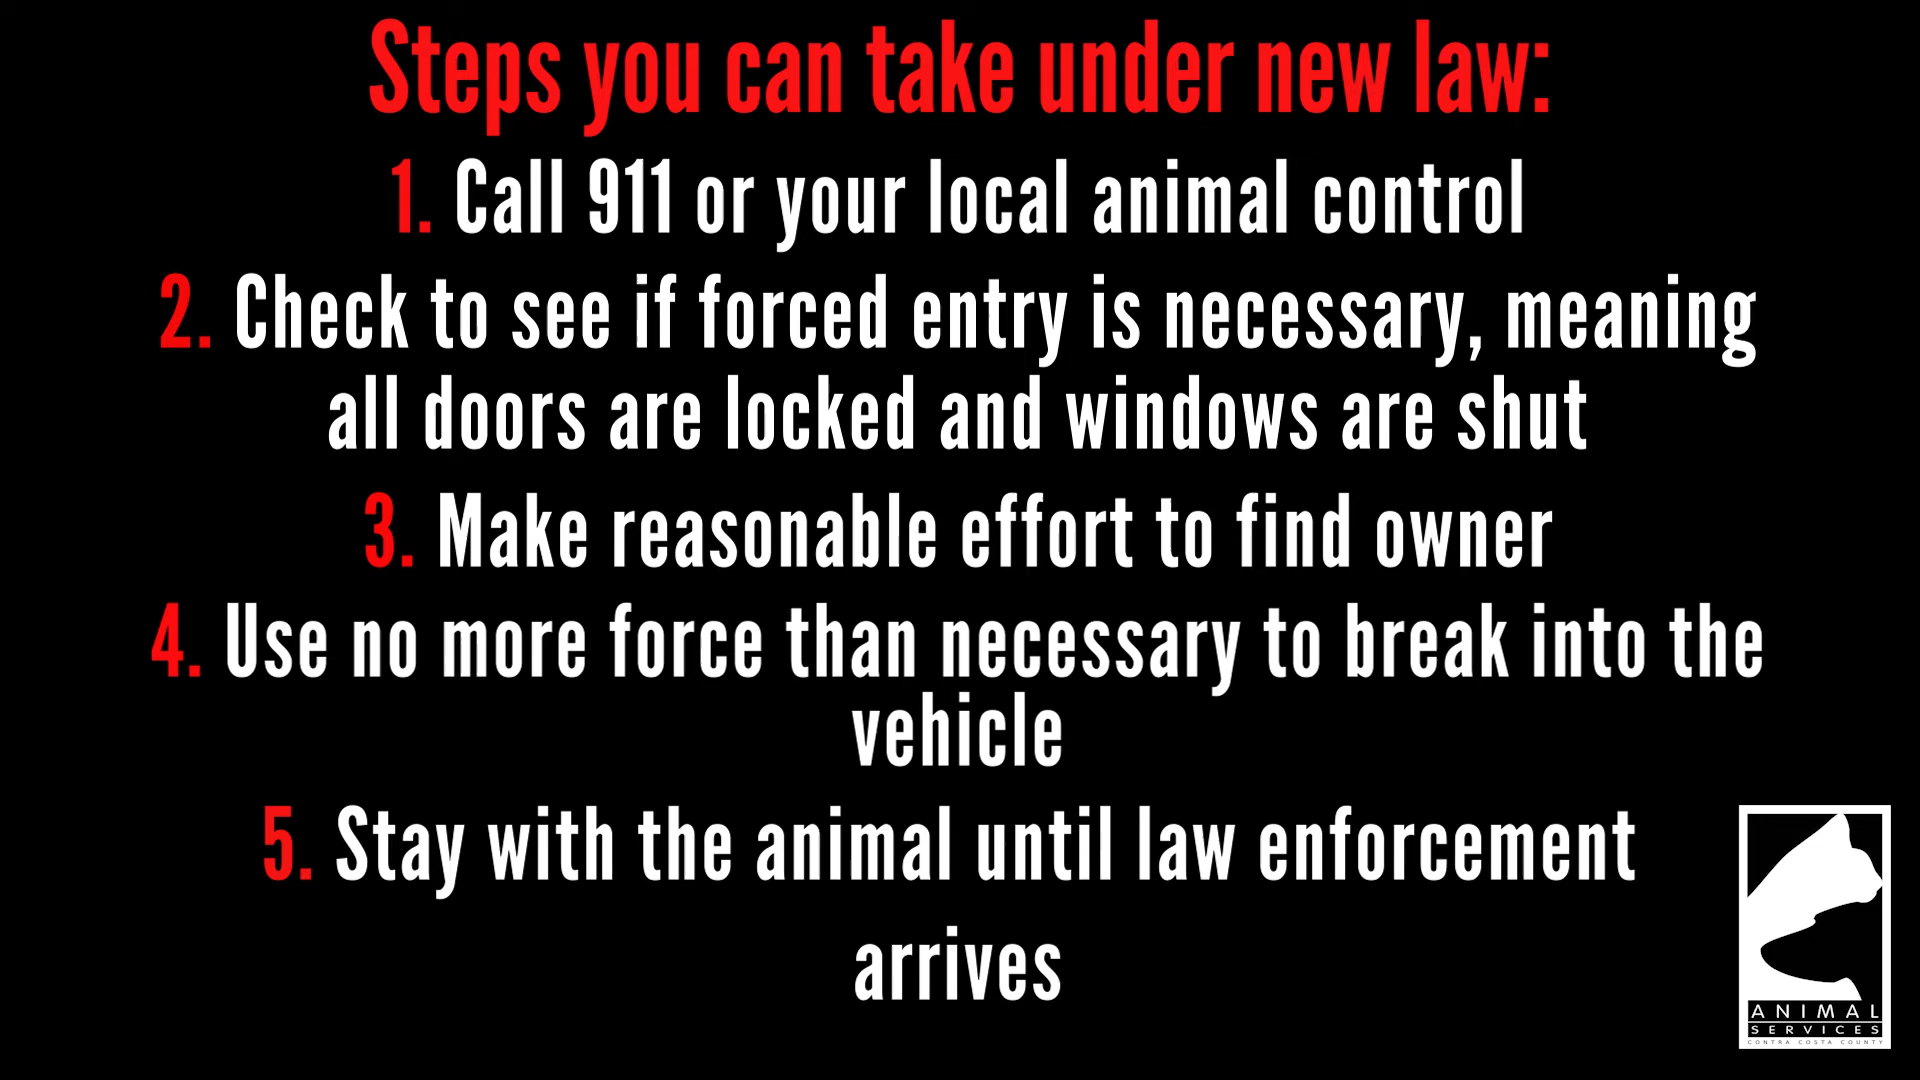 Steps you can take under new law:
1. Call 911 or your local animal control
2. Check to see if forced entry is necessary, meaning
all doors are locked and windows are shut
3. Make reasonable effort to find owner
4. Use no more force than necessary to break into the
vehicle
5. Stay with the animal until law enforcement
arrives
ANIMAL
SERVICES
CONTRA COSTA COUNTY